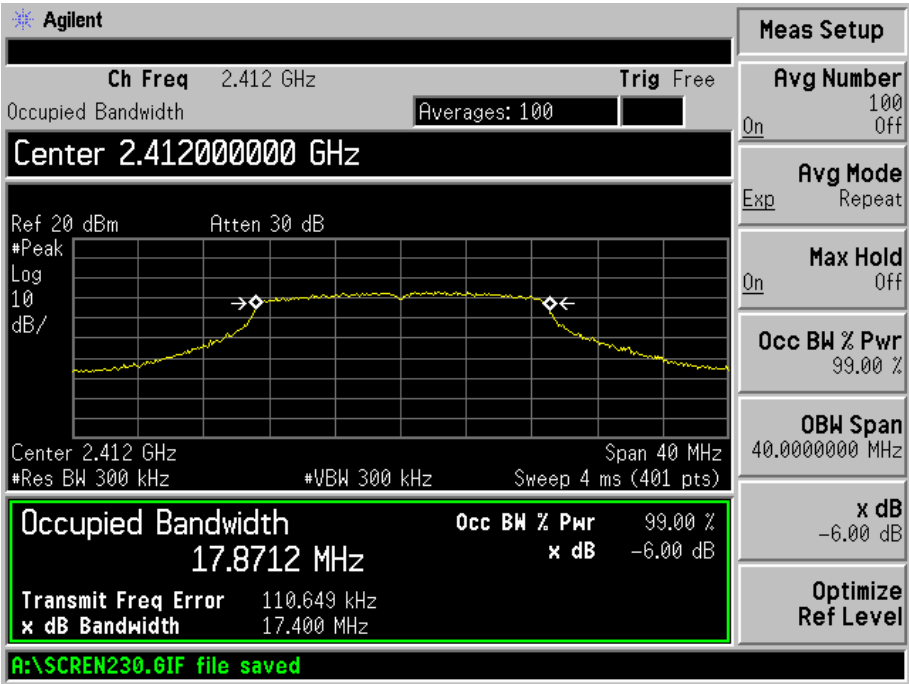 Agilent
Ch Freq 2.412 GHz Trig Free
Occupied Bandwidth Averages: 100
Center 2.412000000 GHz
Ref 20 dBm Atten 30 dB
#Peak
Log
10
dB/
Center 2.412 GHz Span 40 MHz
#Res BW 300 kHz #VBW 300 kHz Sweep 4 ms (401 pts)
Occupied Bandwidth Occ BW % Pwr 99.00 %
17.8712 MHz x dB -6.00 dB
Transmit Freq Error 110.649 kHz
x dB Bandwidth 17.400 MHz
A:\SCREN230.GIF file saved
Meas Setup
Avg Number
100
On Off
Avg Mode
Exp Repeat
Max Hold
On Off
Occ BW % Pwr
99.00 %
OBW Span
40.0000000 MHz
x dB
-6.00 dB
Optimize
Ref Level